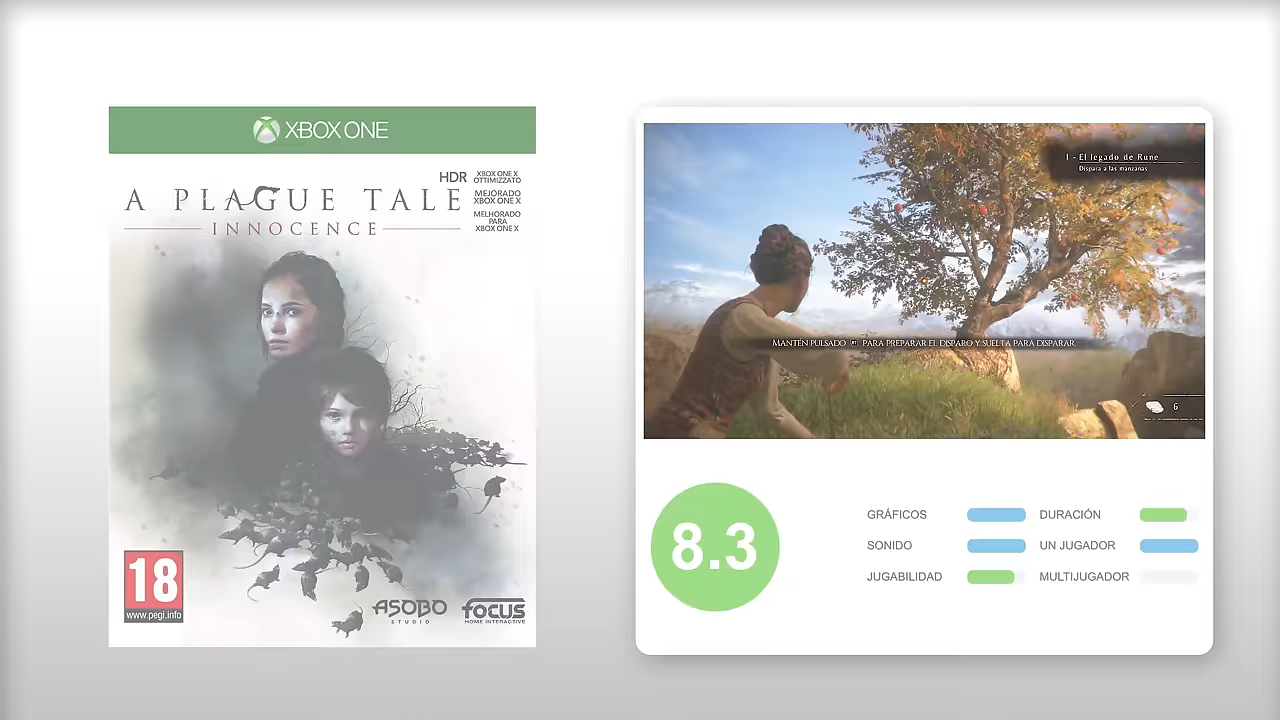 XBOX ONE
HDR
XBOX ONE X
OTTIMIZZATO
MEJORADO
XBOX ONE X
MELHORADO
PARA
XBOX ONE X
A PLAGUE TALE
INNOCENCE
18
www.pegi.info
ASOBO
STUDIO
FOCUS
HOME INTERACTIVE
I - El legado de Rune
Dispara a las manzanas
MANTÉN PULSADO RT PARA PREPARAR EL DISPARO Y SUELTA PARA DISPARAR.
6
8.3
GRÁFICOS
DURACIÓN
SONIDO
UN JUGADOR
JUGABILIDAD
MULTIJUGADOR